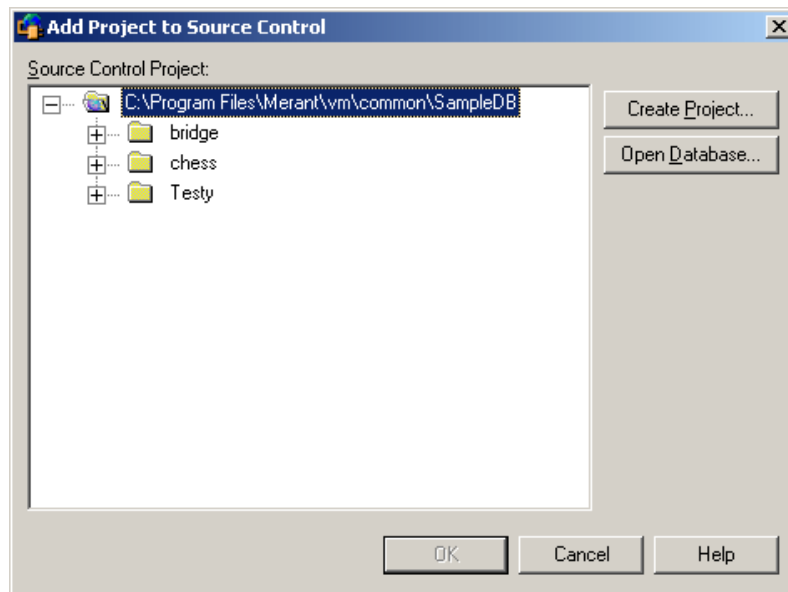 Add Project to Source Control
Source Control Project:
C:\Program Files\Merant\vm\common\SampleDB
bridge
chess
Testy
Create Project...
Open Database...
OK
Cancel
Help